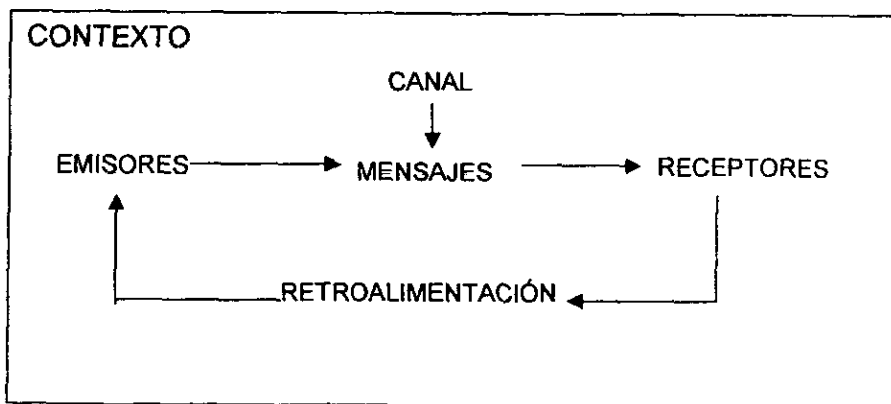 CONTEXTO
CANAL
EMISORES
MENSAJES
RECEPTORES
RETROALIMENTACIÓN